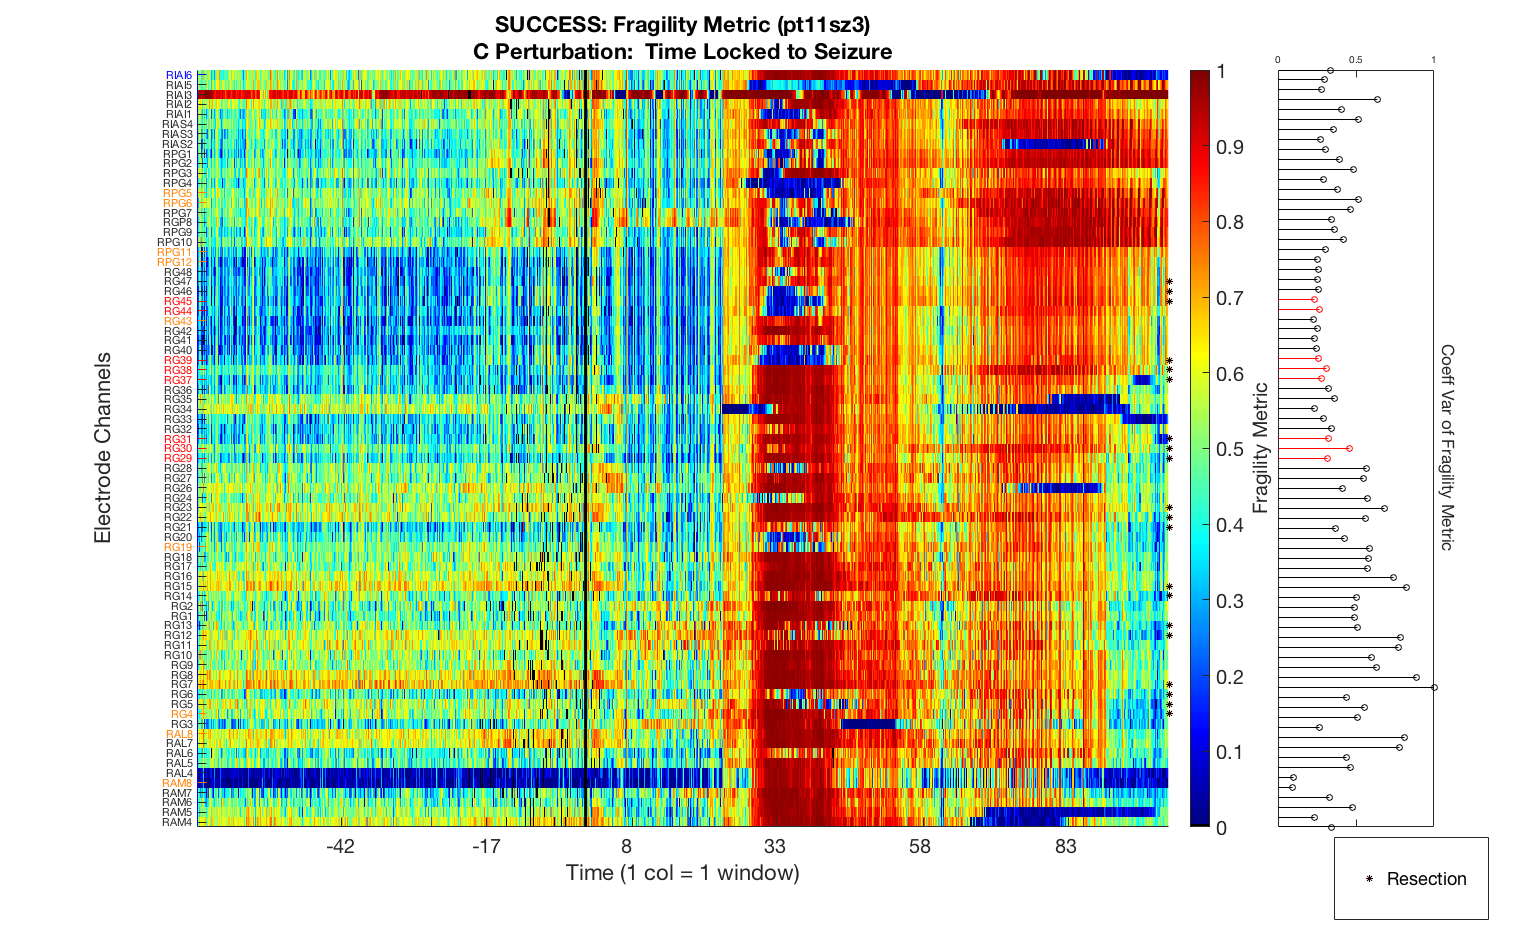 SUCCESS: Fragility Metric (pt11sz3)
C Perturbation:  Time Locked to Seizure
Electrode Channels
RIAI6
RIAI5
RIAI3
RIAI2
RIAI1
RIAS4
RIAS3
RIAS2
RPG1
RPG2
RPG3
RPG4
RPG5
RPG6
RPG7
RGP8
RPG9
RPG10
RPG11
RPG12
RG48
RG47
RG46
RG45
RG44
RG43
RG42
RG41
RG40
RG39
RG38
RG37
RG36
RG35
RG34
RG33
RG32
RG31
RG30
RG29
RG28
RG27
RG26
RG24
RG23
RG22
RG21
RG20
RG19
RG18
RG17
RG16
RG15
RG14
RG2
RG1
RG13
RG12
RG11
RG10
RG9
RG8
RG7
RG6
RG5
RG4
RG3
RAL8
RAL7
RAL6
RAL5
RAL4
RAM8
RAM7
RAM6
RAM5
RAM4
-42 -17 8 33 58 83
Time (1 col = 1 window)
1
0.9
0.8
0.7
0.6
0.5
0.4
0.3
0.2
0.1
0
Fragility Metric
0 0.5 1
Coeff Var of Fragility Metric
Resection